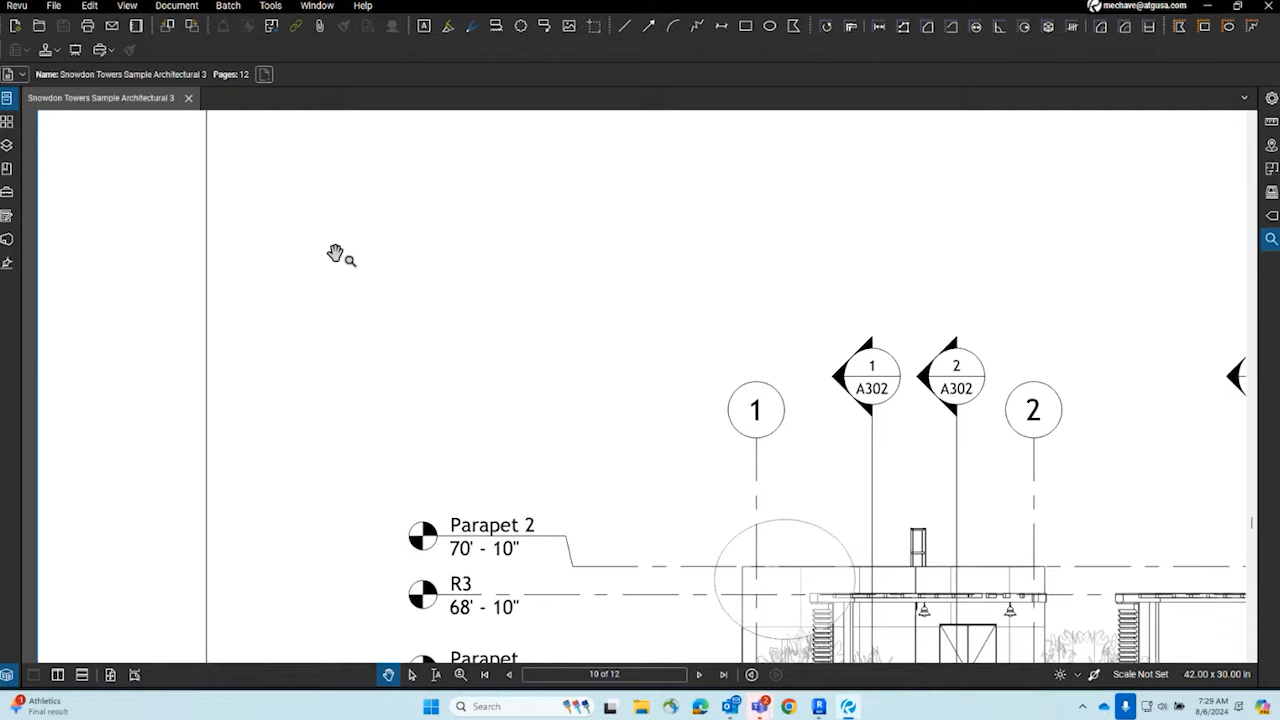 Revu File Edit View Document Batch Tools Window Help
mechave@atgusa.com
Name: Snowdon Towers Sample Architectural 3 Pages: 12
Snowdon Towers Sample Architectural 3
1
A302
2
A302
1
2
Parapet 2
70' - 10"
R3
68' - 10"
Parapet
10 of 12
Scale Not Set
42.00 x 30.00 in
Athletics
Final result
Search
7:29 AM
8/6/2024